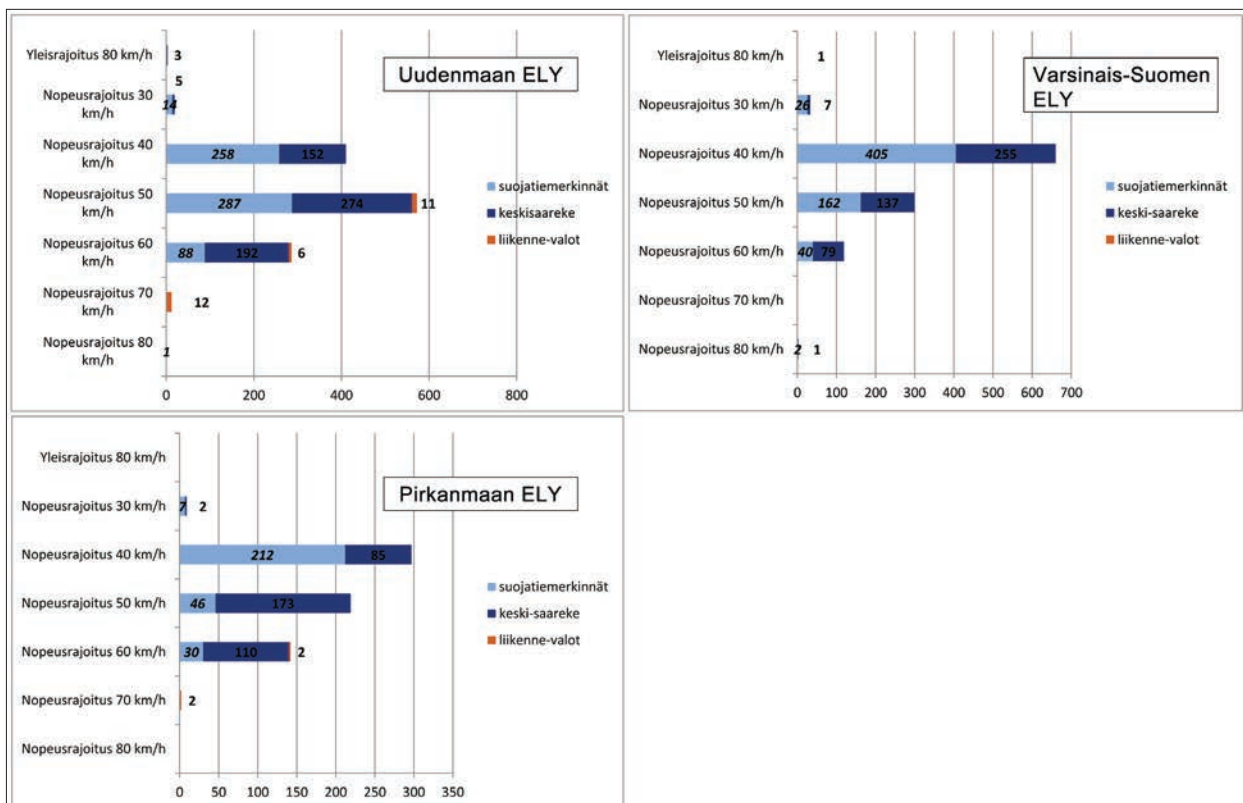 Uudenmaan ELY
Yleisrajoitus 80 km/h
3
5
Nopeusrajoitus 30
km/h
14
Nopeusrajoitus 40
km/h
258 152
Nopeusrajoitus 50
km/h
287 274 11
Nopeusrajoitus 60
km/h
88 192 6
Nopeusrajoitus 70
km/h
12
Nopeusrajoitus 80
km/h
1
0 200 400 600 800
suojatiemerkinnät
keskisaareke
liikenne-valot
Varsinais-Suomen
ELY
Yleisrajoitus 80 km/h 1
Nopeusrajoitus 30 km/h 26 7
Nopeusrajoitus 40 km/h 405 255
Nopeusrajoitus 50 km/h 162 137
Nopeusrajoitus 60 km/h 40 79
Nopeusrajoitus 70 km/h
Nopeusrajoitus 80 km/h 2 1
0 100 200 300 400 500 600 700
suojatiemerkinnät
keski-saareke
liikenne-valot
Pirkanmaan ELY
Yleisrajoitus 80 km/h
Nopeusrajoitus 30 km/h 7 2
Nopeusrajoitus 40 km/h 212 85
Nopeusrajoitus 50 km/h 46 173
Nopeusrajoitus 60 km/h 30 110 2
Nopeusrajoitus 70 km/h 2
Nopeusrajoitus 80 km/h
0 50 100 150 200 250 300 350
suojatiemerkinnät
keski-saareke
liikenne-valot